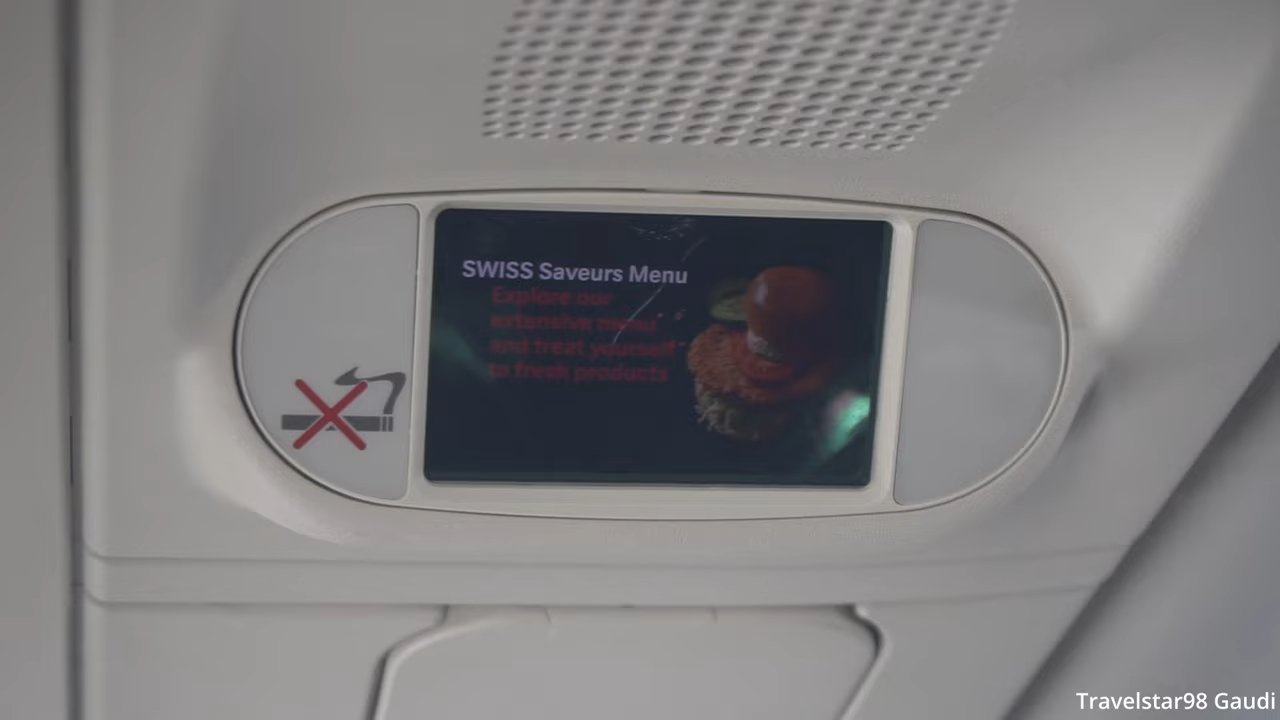 SWISS Saveurs Menu
Explore our
extensive menu
and treat yourself
to fresh products
Travelstar98 Gaudi